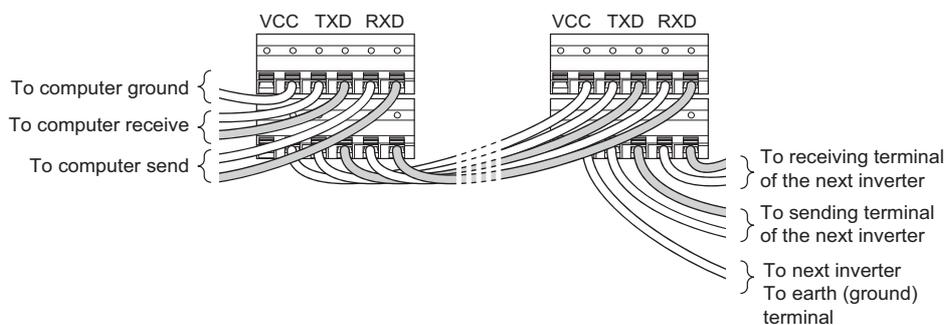 VCC TXD RXD
VCC TXD RXD
To computer ground
To computer receive
To computer send
To receiving terminal
of the next inverter
To sending terminal
of the next inverter
To next inverter
To earth (ground)
terminal